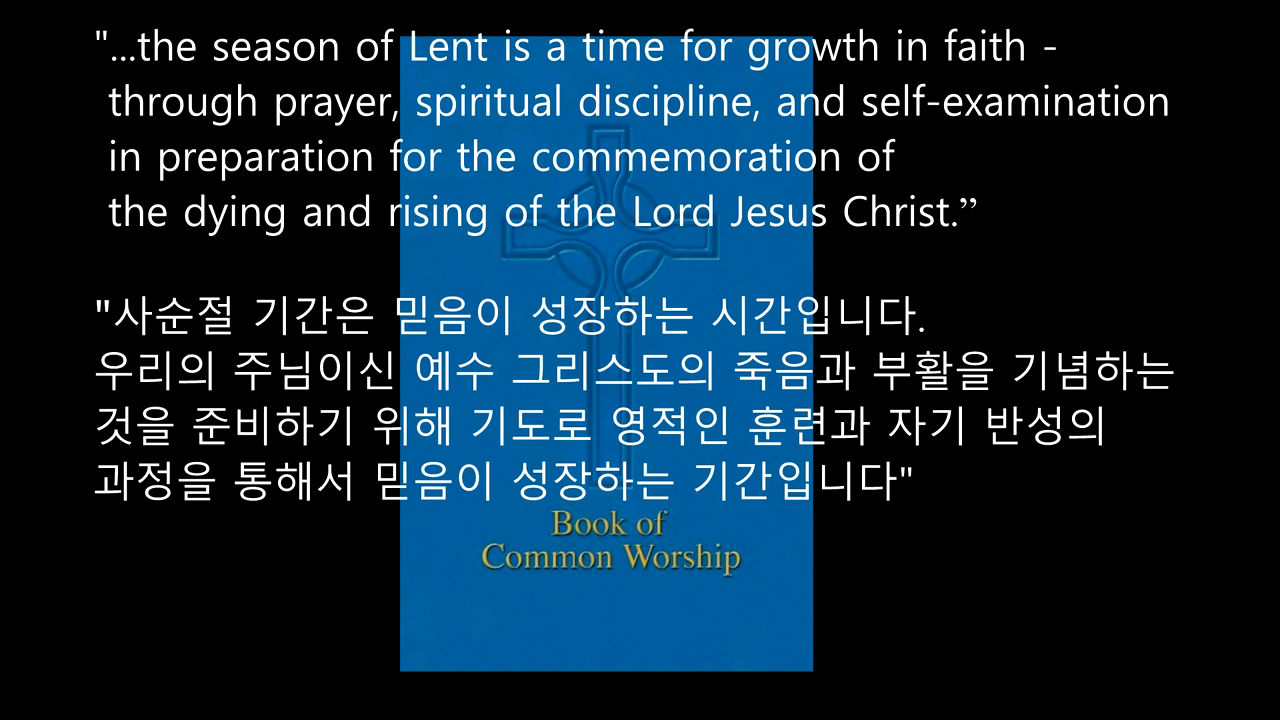 "...the season of Lent is a time for growth in faith -
through prayer, spiritual discipline, and self-examination
in preparation for the commemoration of
the dying and rising of the Lord Jesus Christ.”
"사순절 기간은 믿음이 성장하는 시간입니다.
우리의 주님이신 예수 그리스도의 죽음과 부활을 기념하는
것을 준비하기 위해 기도로 영적인 훈련과 자기 반성의
과정을 통해서 믿음이 성장하는 기간입니다"
Book of
Common Worship